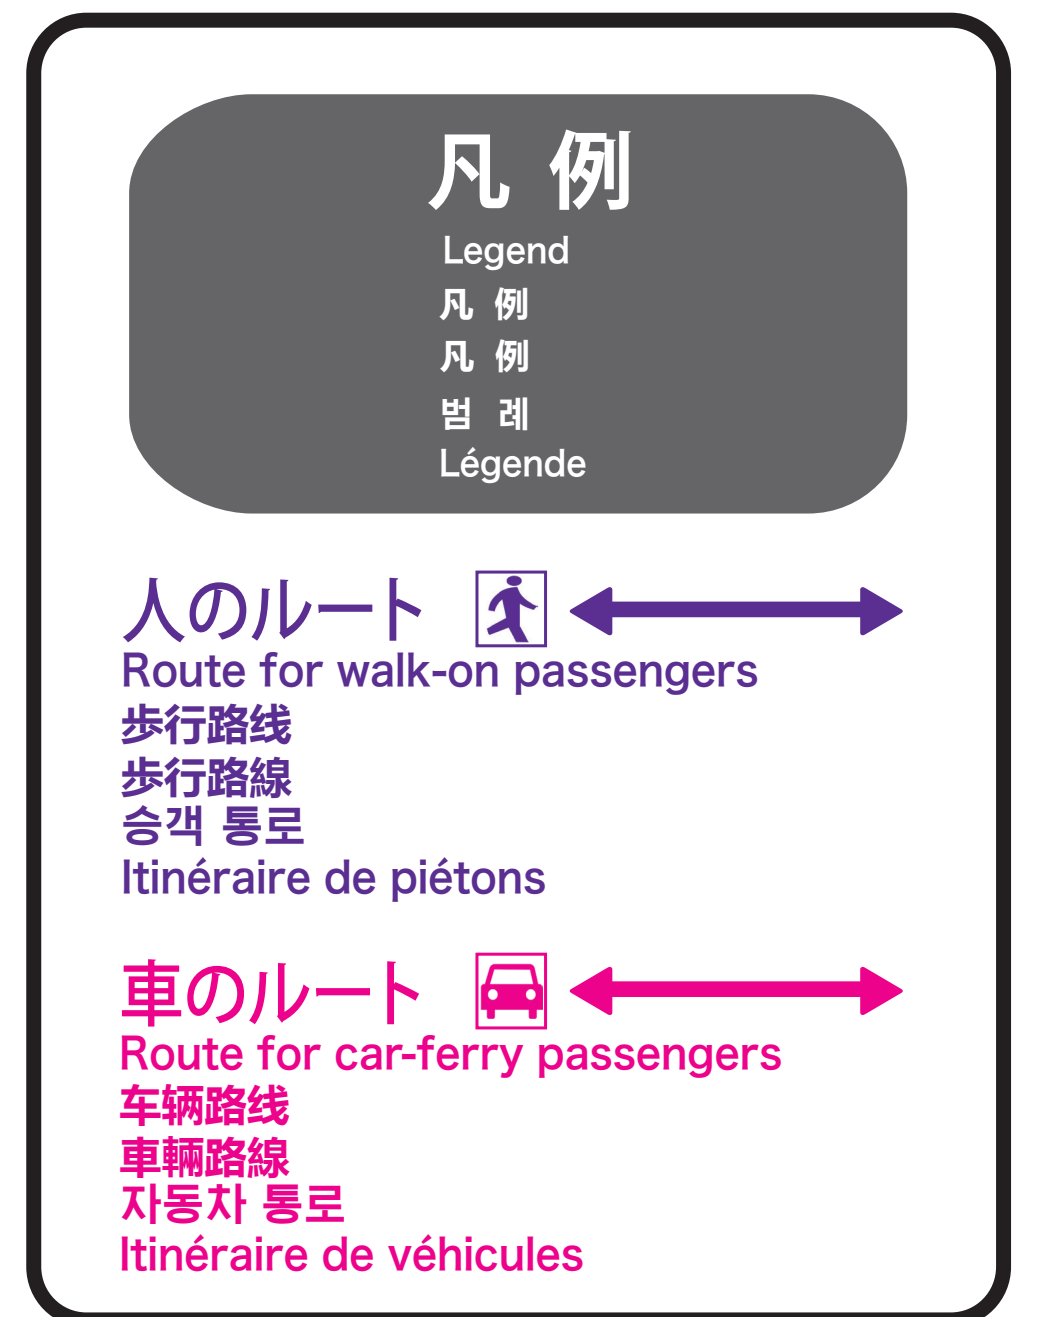 凡 例
Legend
凡 例
凡 例
범 례
Légende
人のルート
Route for walk-on passengers
歩行路线
歩行路線
승객 통로
Itinéraire de piétons
車のルート
Route for car-ferry passengers
车辆路线
車輛路線
자동차 통로
Itinéraire de véhicules